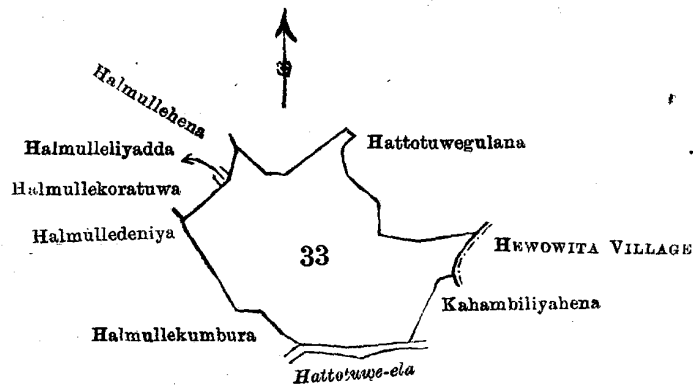 Halmullehena
Halmulleliyadda
Hattotuwegulana
Halmullekoratuwa
Halmulledeniya
33
HEWOWITA VILLAGE
Kahambiliyahena
Halmullekumbura
Hattotuwe-ela